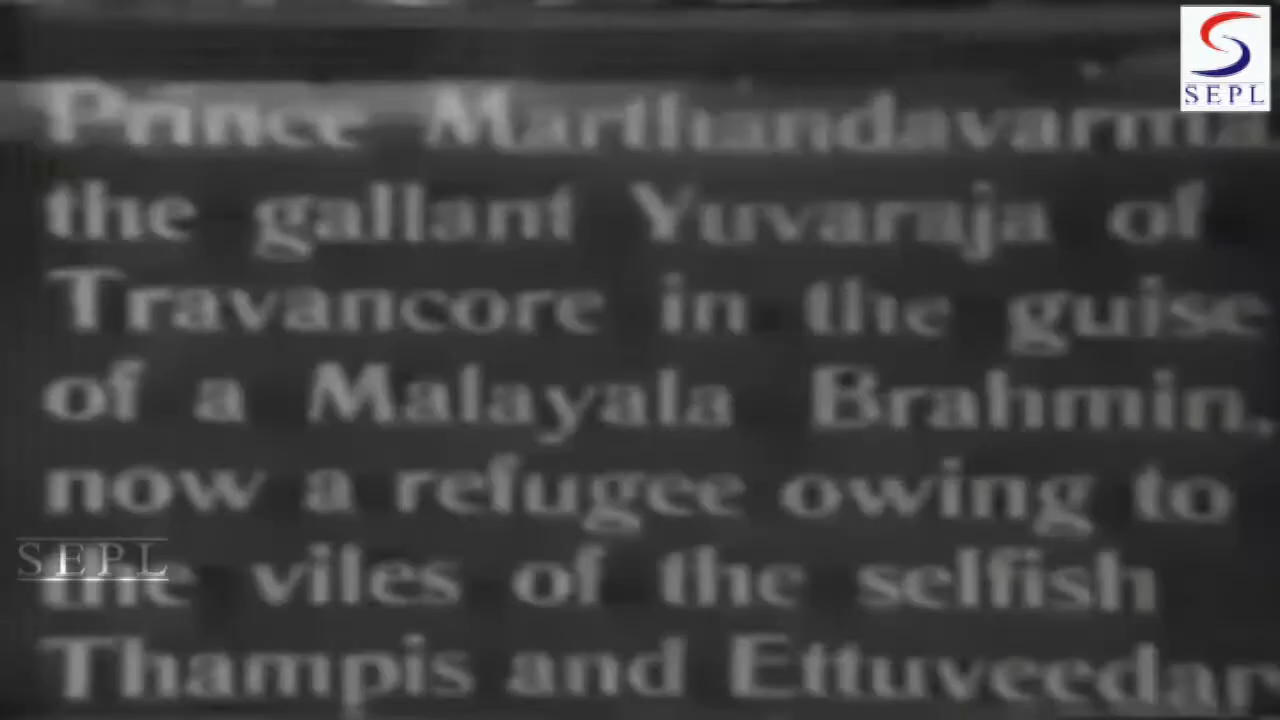 SEPL
Prince Marthandavarma,
the gallant Yuvaraja of
Travancore in the guise
of a Malayala Brahmin,
now a refugee owing to
the viles of the selfish
SEPL
Thampis and Ettuveedar